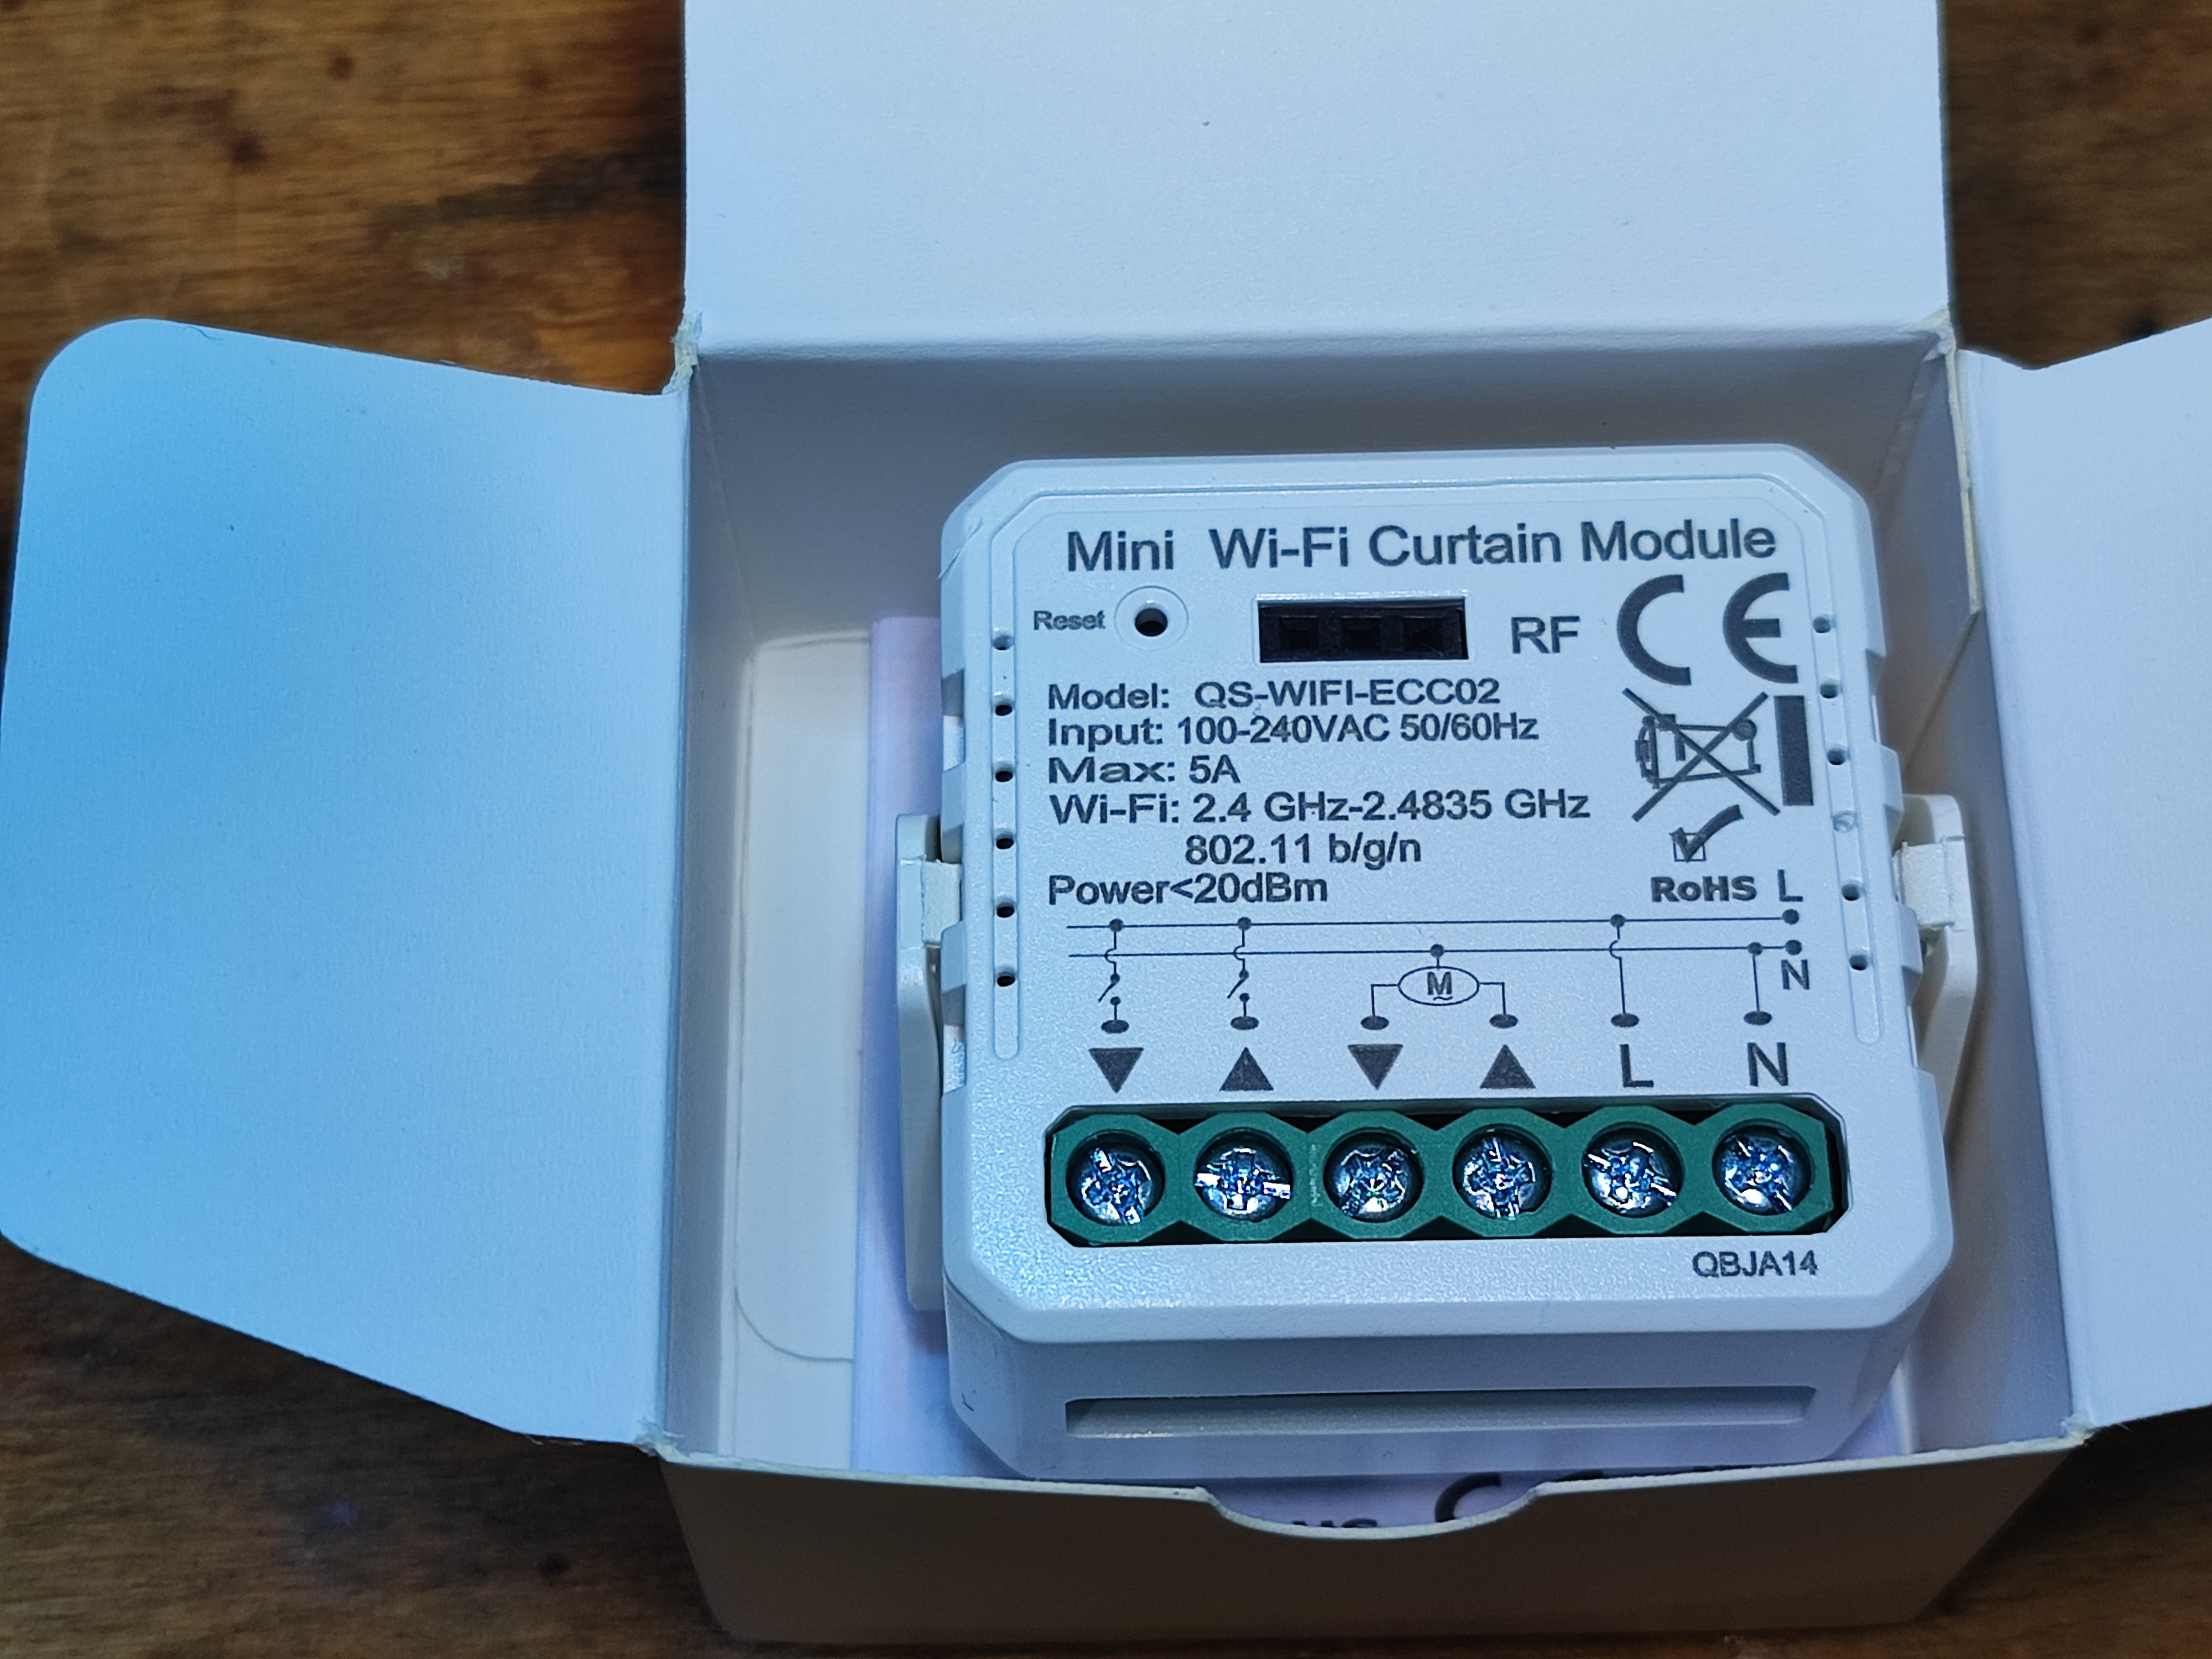 Mini Wi-Fi Curtain Module
Reset
RF
CE
Model: QS-WIFI-ECC02
Input: 100-240VAC 50/60Hz
Max: 5A
Wi-Fi: 2.4 GHz-2.4835 GHz
802.11 b/g/n
Power<20dBm
RoHS
L
N
M
▼ ▲ ▼ ▲ L N
QBJA14